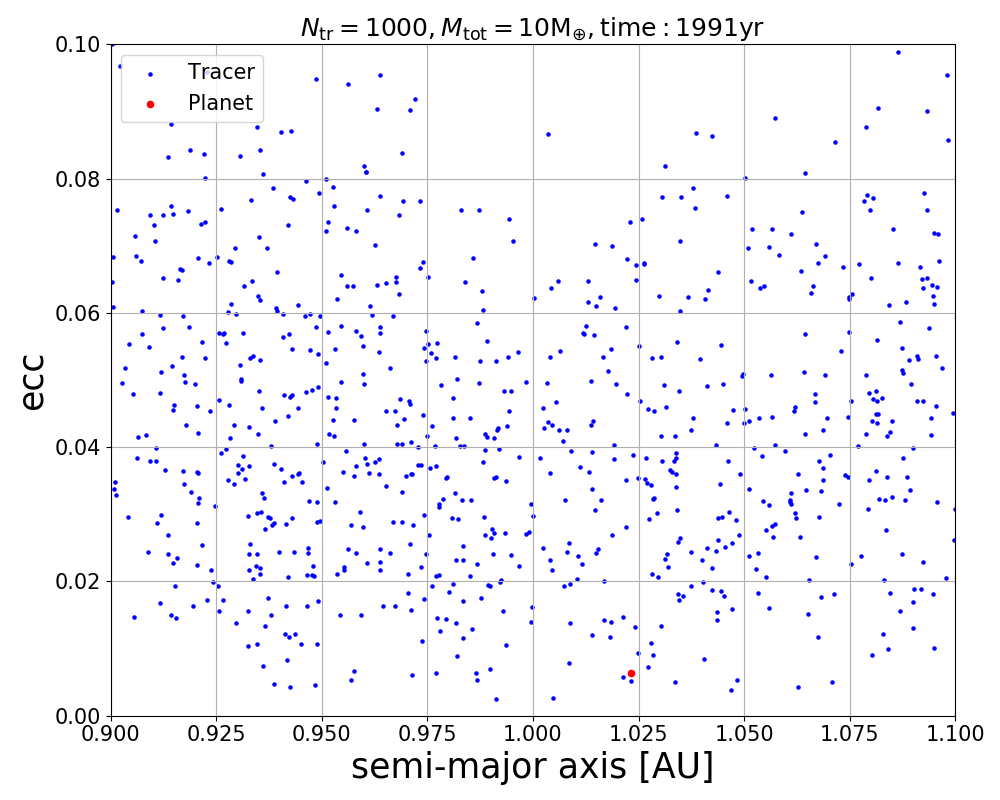 N_tr = 1000, M_tot = 10M_⊕, time : 1991yr
Tracer
Planet
0.10
0.08
0.06
0.04
0.02
0.00
ecc
0.900 0.925 0.950 0.975 1.000 1.025 1.050 1.075 1.100
semi-major axis [AU]